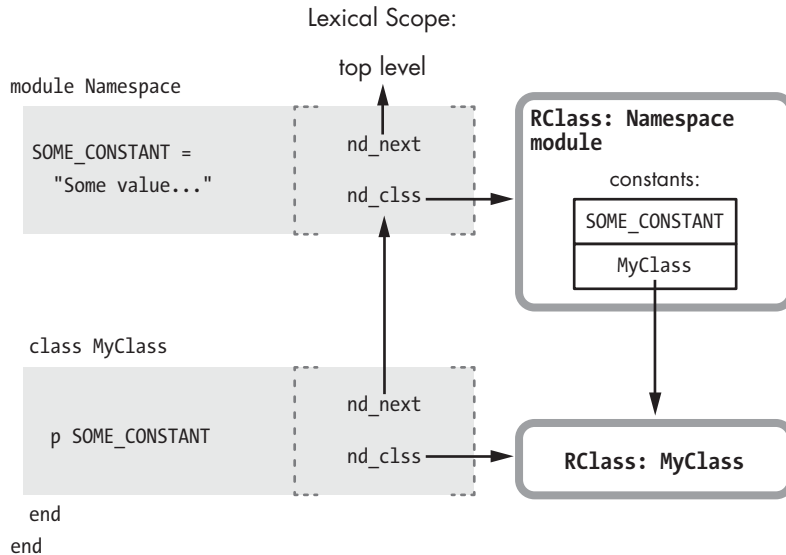 Lexical Scope:
top level
module Namespace
SOME_CONSTANT =
"Some value..."
nd_next
nd_clss
RClass: Namespace
module
constants:
SOME_CONSTANT
MyClass
class MyClass
p SOME_CONSTANT
nd_next
nd_clss
RClass: MyClass
end
end